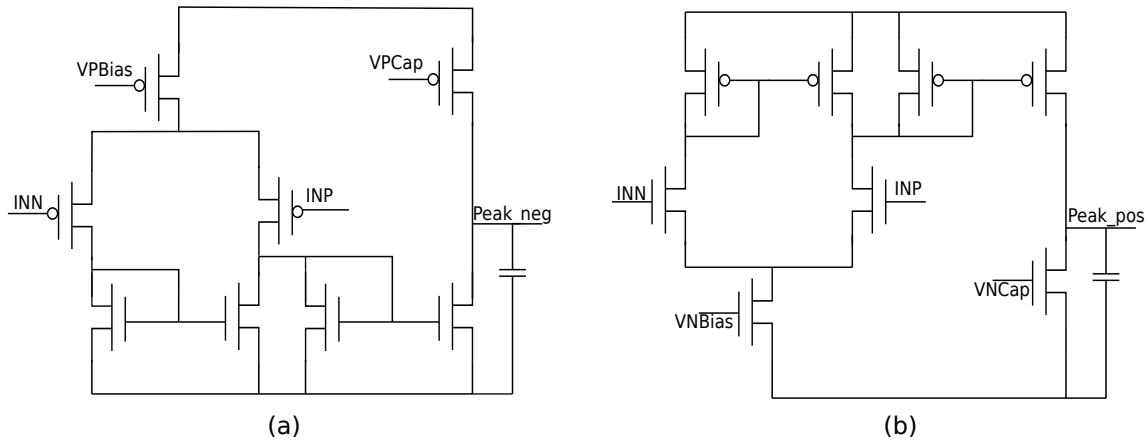 VPBias
VPCap
INN
INP
Peak_neg
(a)
INN
INP
Peak_pos
VNCap
VNBias
(b)